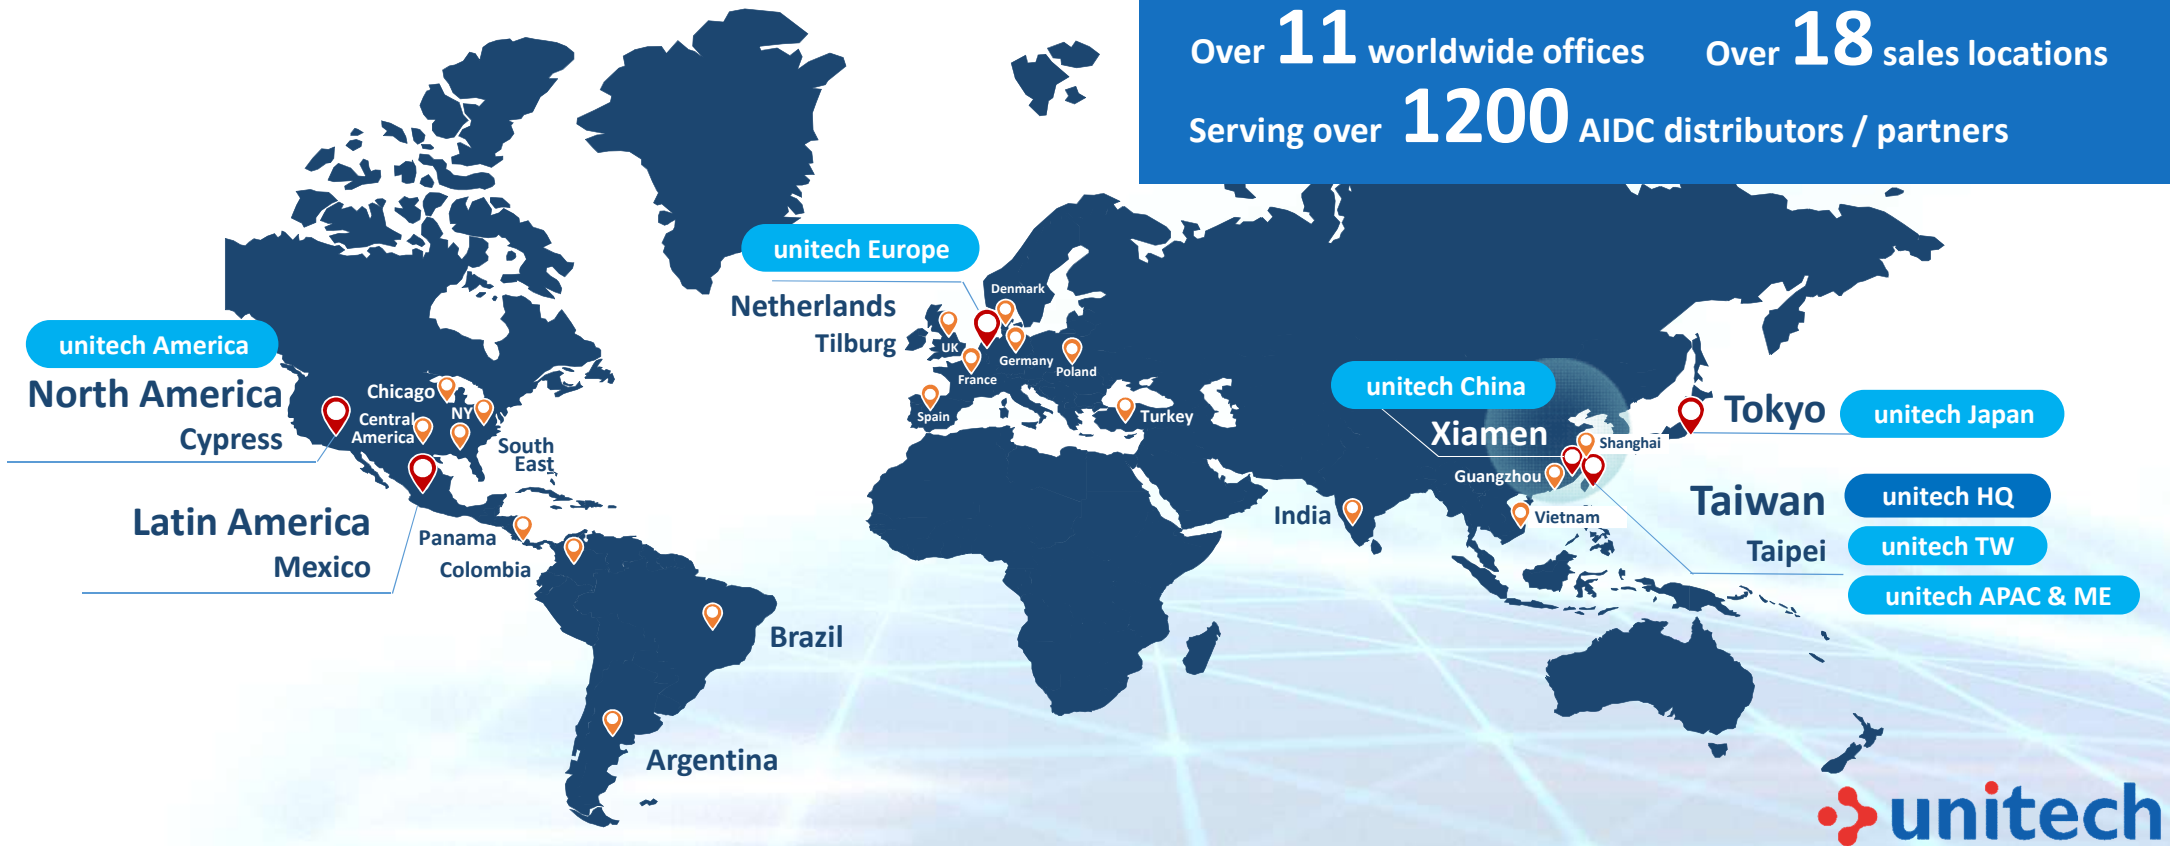 Over 11 worldwide offices
Over 18 sales locations
Serving over 1200 AIDC distributors / partners
unitech America
North America
Cypress
Chicago
NY
Central
America
South
East
Latin America
Mexico
Panama
Colombia
Brazil
Argentina
unitech Europe
Netherlands
Tilburg
Denmark
UK
Germany
Poland
France
Spain
Turkey
India
unitech China
Xiamen
Shanghai
Guangzhou
Vietnam
Tokyo
unitech Japan
Taiwan
unitech HQ
Taipei
unitech TW
unitech APAC & ME
unitech